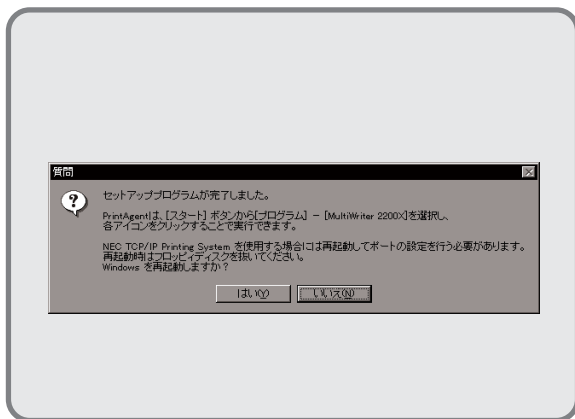 質問
セットアッププログラムが完了しました。
PrintAgentは、[スタート] ボタンから[プログラム] － [MultiWriter 2200X]を選択し、
各アイコンをクリックすることで実行できます。
NEC TCP/IP Printing System を使用する場合には再起動してポートの設定を行う必要があります。
再起動時はフロッピィディスクを抜いてください。
Windows を再起動しますか？
はい(Y)
いいえ(N)